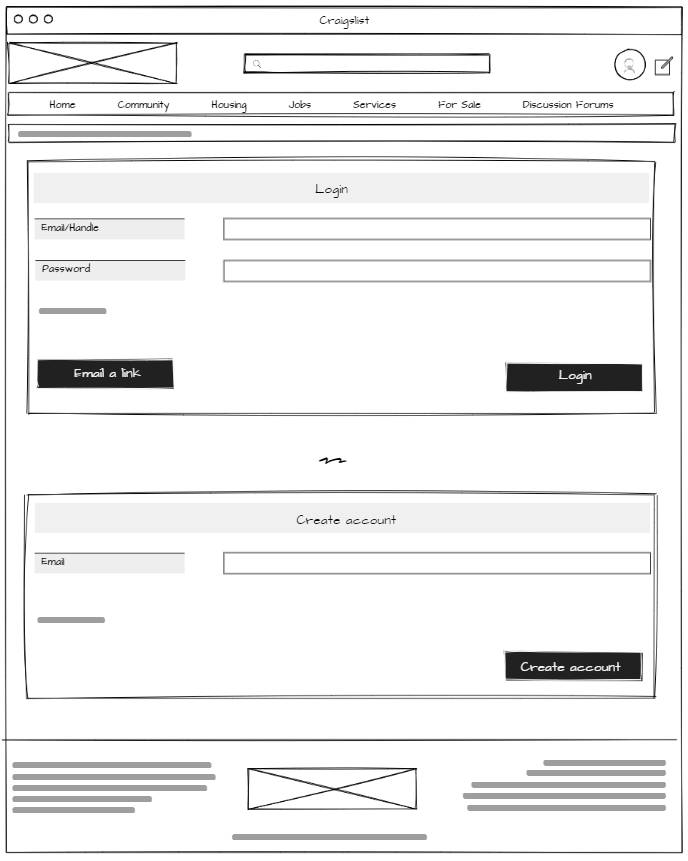 Craigslist
Home Community Housing Jobs Services For Sale Discussion Forums
Login
Email/Handle
Password
Email a link Login
Create account
Email
Create account